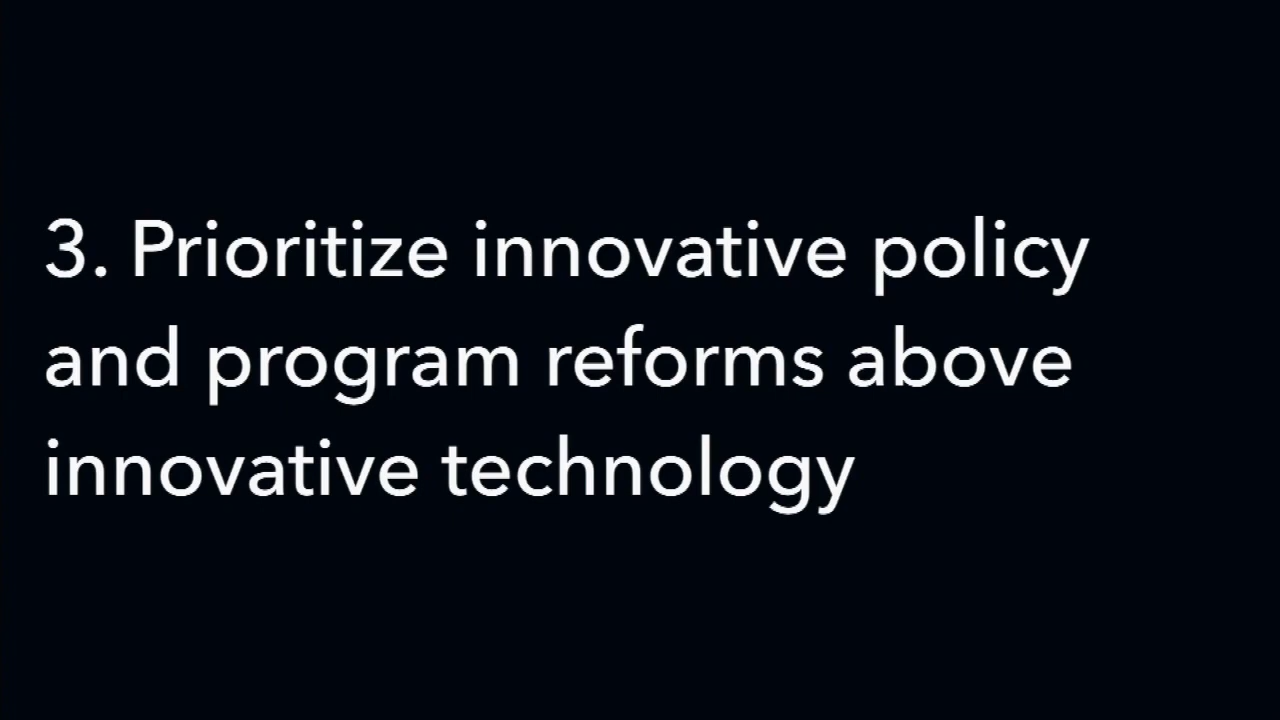 3. Prioritize innovative policy
and program reforms above
innovative technology